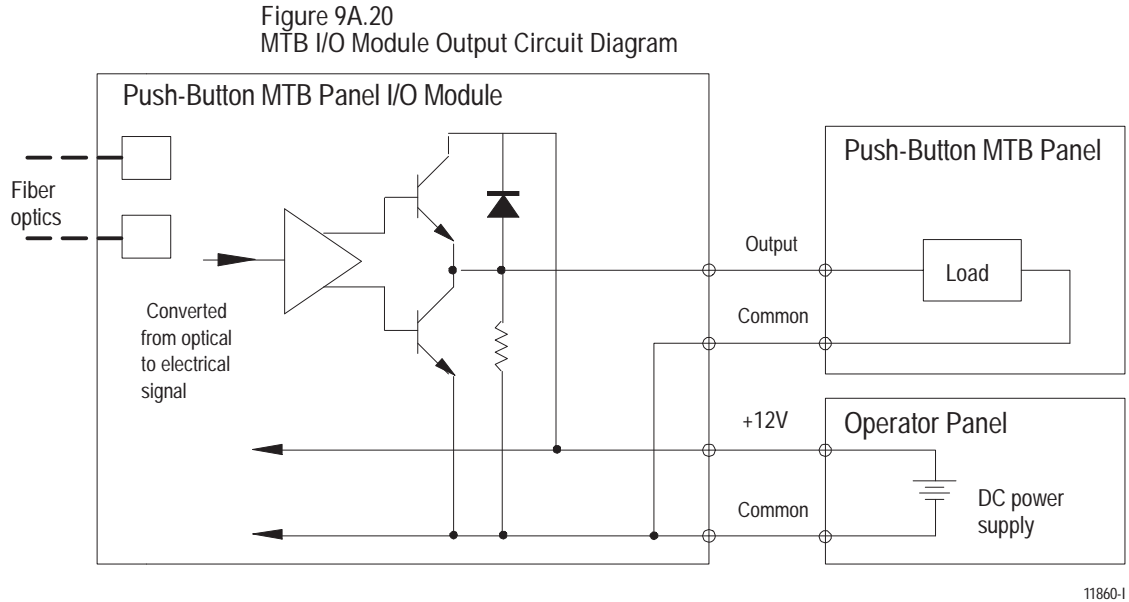 Figure 9A.20
MTB I/O Module Output Circuit Diagram
Push-Button MTB Panel I/O Module
Fiber
optics
Converted
from optical
to electrical
signal
Output
Common
+12V
Common
Push-Button MTB Panel
Load
Operator Panel
DC power
supply
11860-I